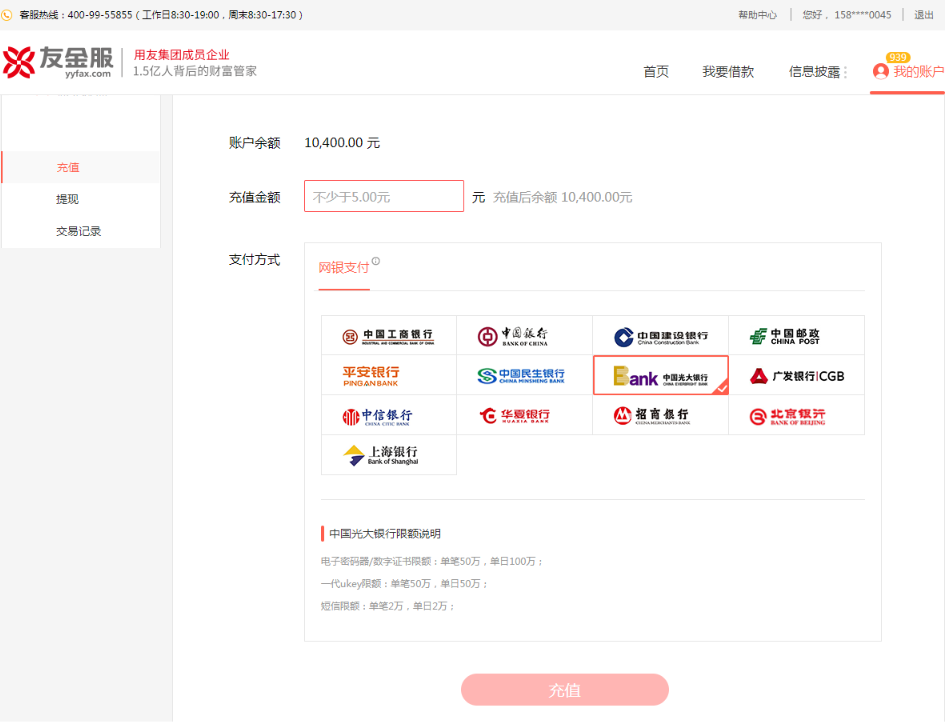 客服热线：400-99-55855（工作日8:30-19:00，周末8:30-17:30）
帮助中心
您好， 158****0045
退出
友金服
yyfax.com
用友集团成员企业
1.5亿人背后的财富管家
首页
我要借款
信息披露
939
我的账户
充值
提现
交易记录
账户余额 10,400.00 元
充值金额 不少于5.00元 元 充值后余额 10,400.00元
支付方式
网银支付
中国工商银行
INDUSTRIAL AND COMMERCIAL BANK OF CHINA
中国银行
BANK OF CHINA
中国建设银行
China Construction Bank
中国邮政
CHINA POST
平安银行
PINGAN BANK
中国民生银行
CHINA MINSHENG BANK
Bank 中国光大银行
CHINA EVERBRIGHT BANK
广发银行|CGB
中信银行
CHINA CITIC BANK
华夏银行
HUAXIA BANK
招商银行
CHINA MERCHANTS BANK
北京银行
BANK OF BEIJING
上海银行
Bank of Shanghai
中国光大银行限额说明
电子密码器/数字证书限额：单笔50万，单日100万；
一代ukey限额：单笔50万，单日50万；
短信限额：单笔2万，单日2万；
充值